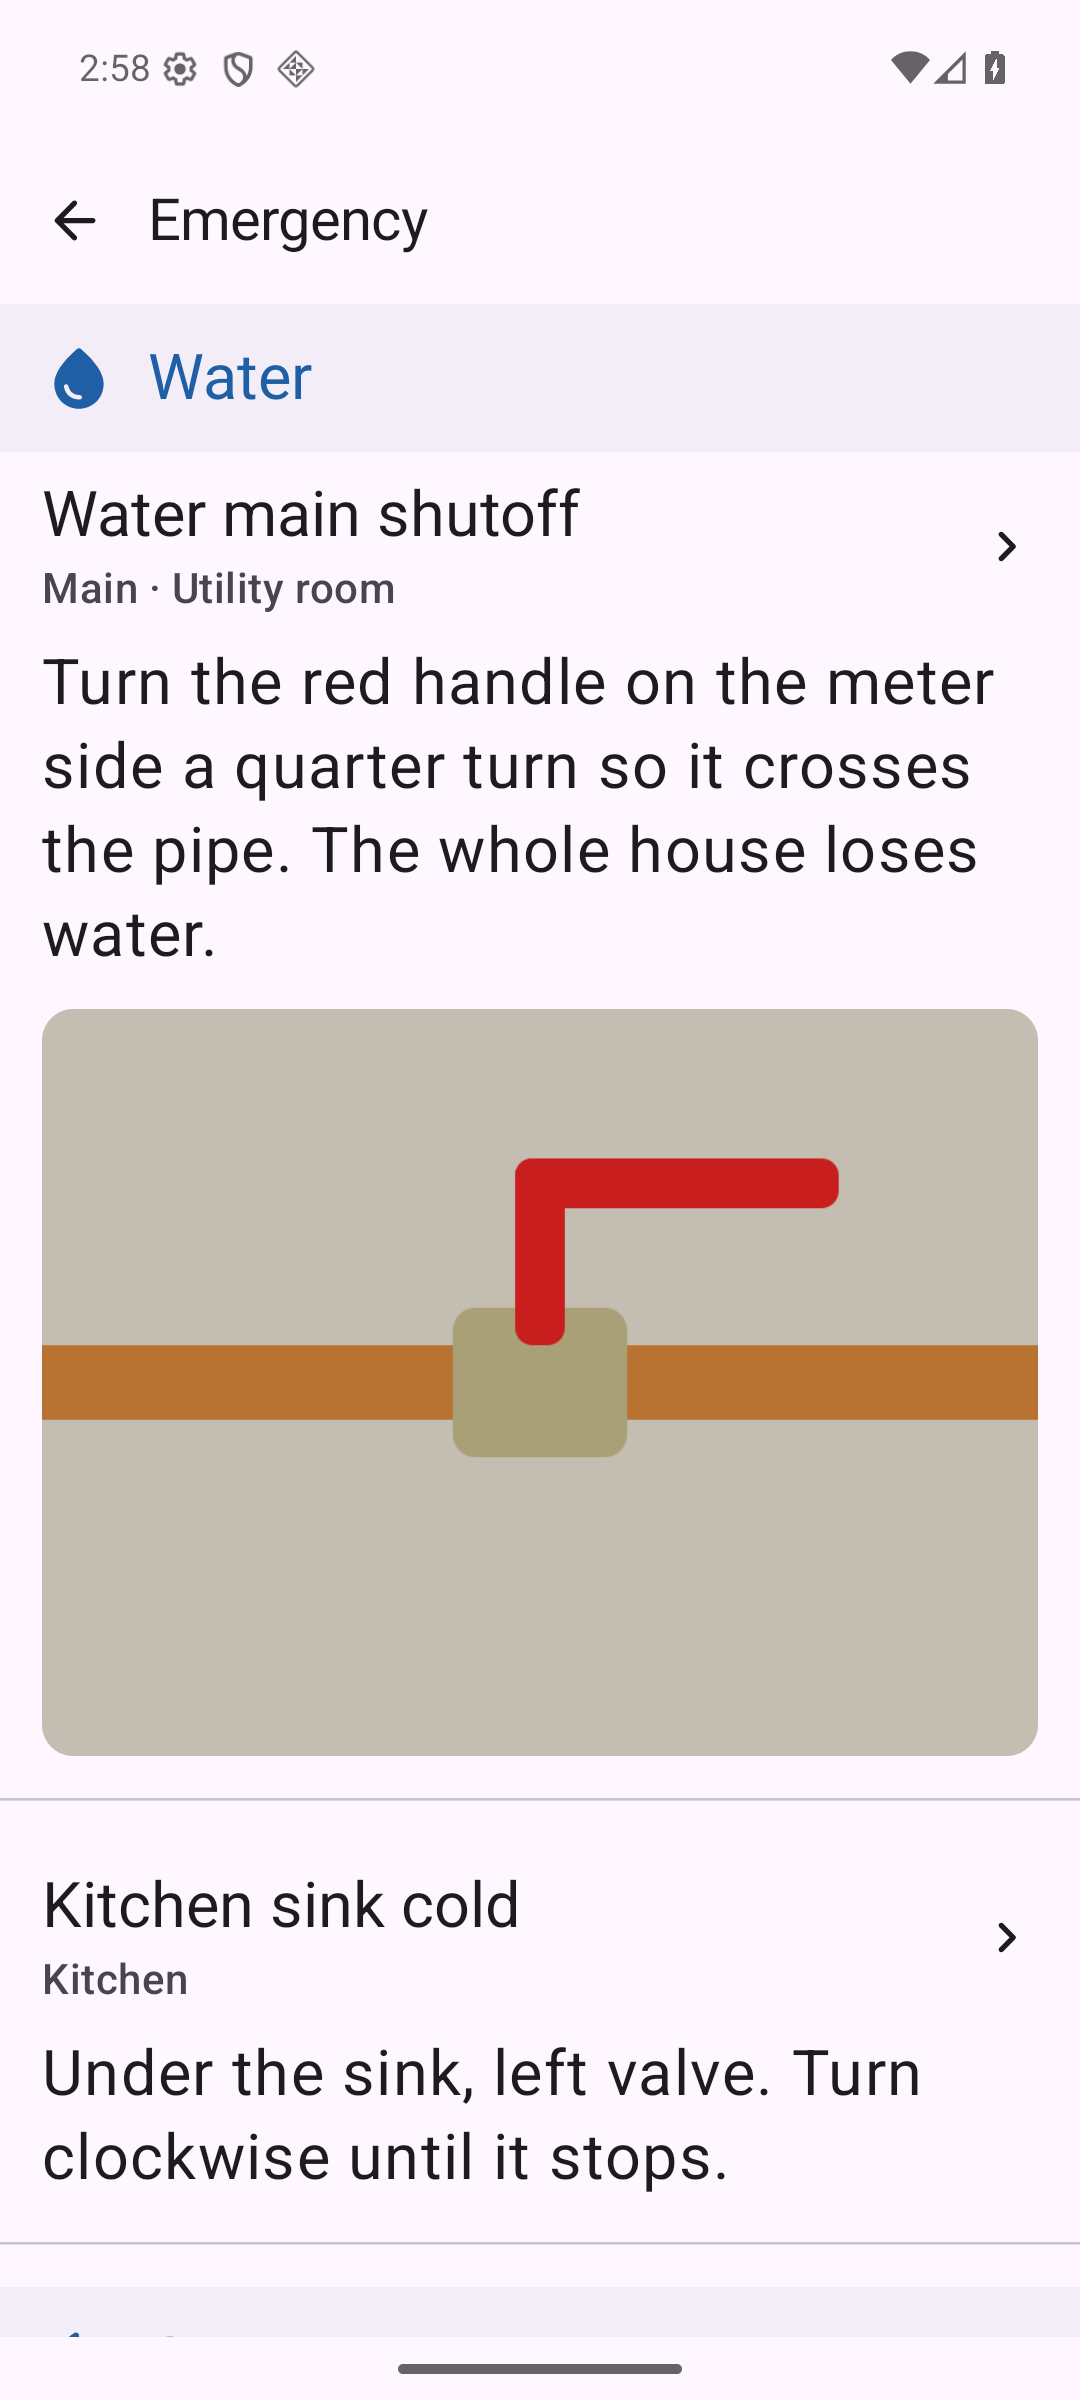 2:58
Emergency
Water
Water main shutoff
Main · Utility room
Turn the red handle on the meter
side a quarter turn so it crosses
the pipe. The whole house loses
water.
Kitchen sink cold
Kitchen
Under the sink, left valve. Turn
clockwise until it stops.